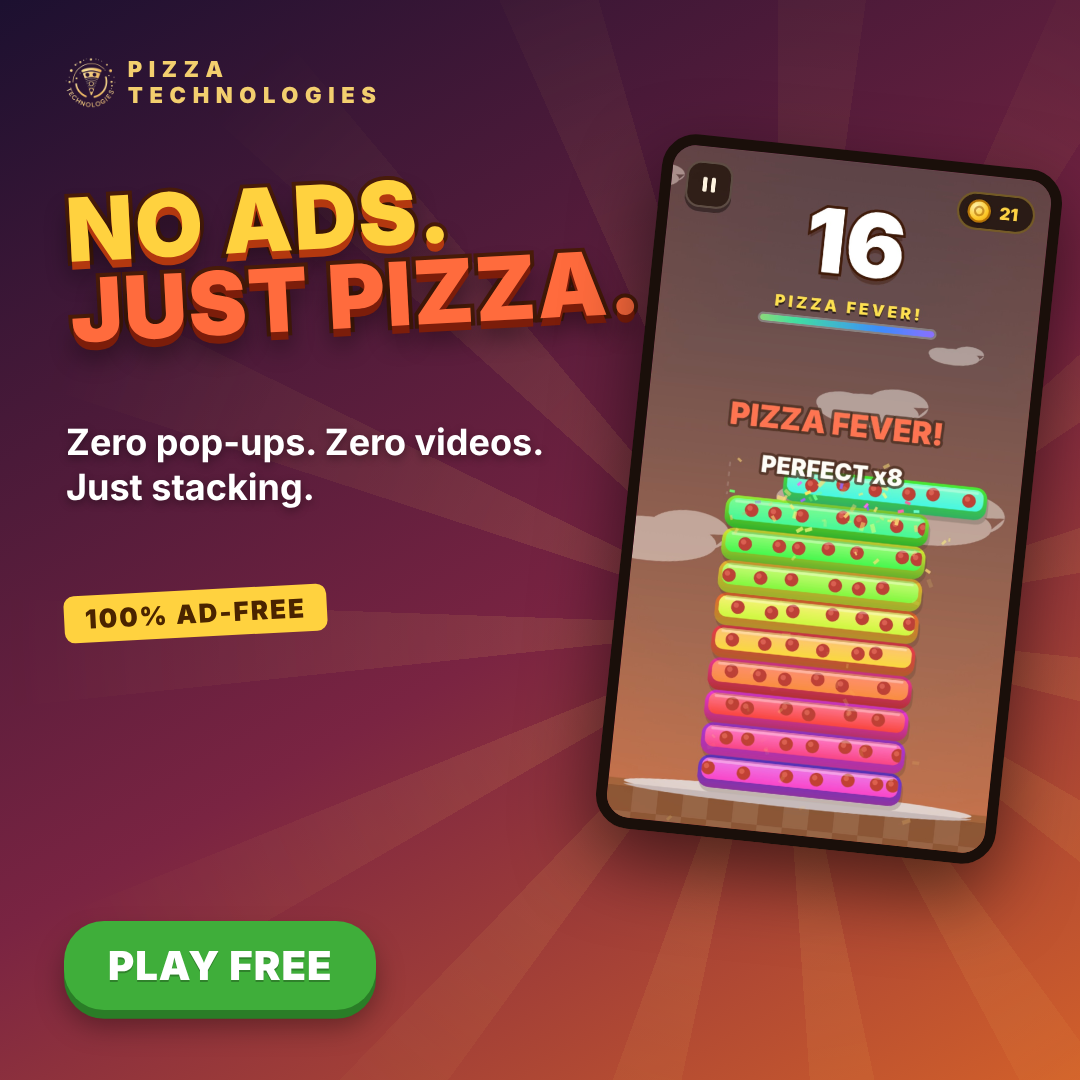 PIZZA
TECHNOLOGIES
TECHNOLOGIES
NO ADS.
JUST PIZZA.
Zero pop-ups. Zero videos.
Just stacking.
100% AD-FREE
PLAY FREE
21
16
PIZZA FEVER!
PIZZA FEVER!
PERFECT x8